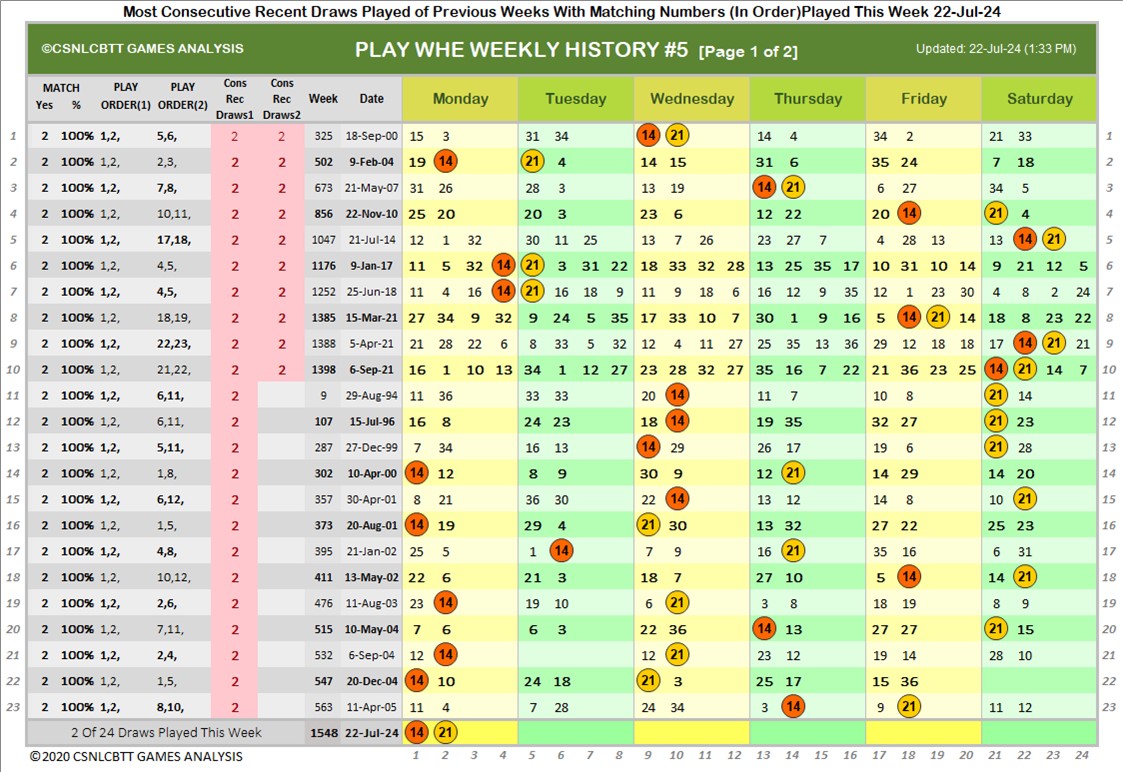 Most Consecutive Recent Draws Played of Previous Weeks With Matching Numbers (In Order)Played This Week 22-Jul-24
©CSNLCBTT GAMES ANALYSIS PLAY WHE WEEKLY HISTORY #5 [Page 1 of 2] Updated: 22-Jul-24 (1:33 PM)
MATCH Yes % PLAY ORDER(1) PLAY ORDER(2) Cons Rec Draws1 Cons Rec Draws2 Week Date Monday Tuesday Wednesday Thursday Friday Saturday
1 2 100% 1,2, 5,6, 2 2 325 18-Sep-00 15 3 31 34 14 21 14 4 34 2 21 33 1
2 2 100% 1,2, 2,3, 2 2 502 9-Feb-04 19 14 21 4 14 15 31 6 35 24 7 18 2
3 2 100% 1,2, 7,8, 2 2 673 21-May-07 31 26 28 3 13 19 14 21 6 27 34 5 3
4 2 100% 1,2, 10,11, 2 2 856 22-Nov-10 25 20 20 3 23 6 12 22 20 14 21 4 4
5 2 100% 1,2, 17,18, 2 2 1047 21-Jul-14 12 1 32 30 11 25 13 7 26 23 27 7 4 28 13 13 14 21 5
6 2 100% 1,2, 4,5, 2 2 1176 9-Jan-17 11 5 32 14 21 3 31 22 18 33 32 28 13 25 35 17 10 31 10 14 9 21 12 5 6
7 2 100% 1,2, 4,5, 2 2 1252 25-Jun-18 11 4 16 14 21 16 18 9 11 9 18 6 16 12 9 35 12 1 23 30 4 8 2 24 7
8 2 100% 1,2, 18,19, 2 2 1385 15-Mar-21 27 34 9 32 9 24 5 35 17 33 10 7 30 1 9 16 5 14 21 14 18 8 23 22 8
9 2 100% 1,2, 22,23, 2 2 1388 5-Apr-21 21 28 22 6 8 33 5 32 12 4 11 27 25 35 13 36 29 12 18 18 17 14 21 21 9
10 2 100% 1,2, 21,22, 2 2 1398 6-Sep-21 16 1 10 13 34 1 12 27 23 28 32 27 35 16 7 22 21 36 23 25 14 21 14 7 10
11 2 100% 1,2, 6,11, 2 9 29-Aug-94 11 36 33 33 20 14 11 7 10 8 21 14 11
12 2 100% 1,2, 6,11, 2 107 15-Jul-96 16 8 24 23 18 14 19 35 32 27 21 23 12
13 2 100% 1,2, 5,11, 2 287 27-Dec-99 7 34 16 13 14 29 26 17 19 6 21 28 13
14 2 100% 1,2, 1,8, 2 302 10-Apr-00 14 12 8 9 30 9 12 21 14 29 14 20 14
15 2 100% 1,2, 6,12, 2 357 30-Apr-01 8 21 36 30 22 14 13 12 14 8 10 21 15
16 2 100% 1,2, 1,5, 2 373 20-Aug-01 14 19 29 4 21 30 13 32 27 22 25 23 16
17 2 100% 1,2, 4,8, 2 395 21-Jan-02 25 5 1 14 7 9 16 21 35 16 6 31 17
18 2 100% 1,2, 10,12, 2 411 13-May-02 22 6 21 3 18 7 27 10 5 14 14 21 18
19 2 100% 1,2, 2,6, 2 476 11-Aug-03 23 14 19 10 6 21 3 8 18 19 8 9 19
20 2 100% 1,2, 7,11, 2 515 10-May-04 7 6 6 3 22 36 14 13 27 27 21 15 20
21 2 100% 1,2, 2,4, 2 532 6-Sep-04 12 14 12 21 23 12 19 14 28 10 21
22 2 100% 1,2, 1,5, 2 547 20-Dec-04 14 10 24 18 21 3 25 17 15 36 22
23 2 100% 1,2, 8,10, 2 563 11-Apr-05 11 4 7 28 24 34 3 14 9 21 11 12 23
2 Of 24 Draws Played This Week 1548 22-Jul-24 14 21
©2020 CSNLCBTT GAMES ANALYSIS 1 2 3 4 5 6 7 8 9 10 11 12 13 14 15 16 17 18 19 20 21 22 23 24